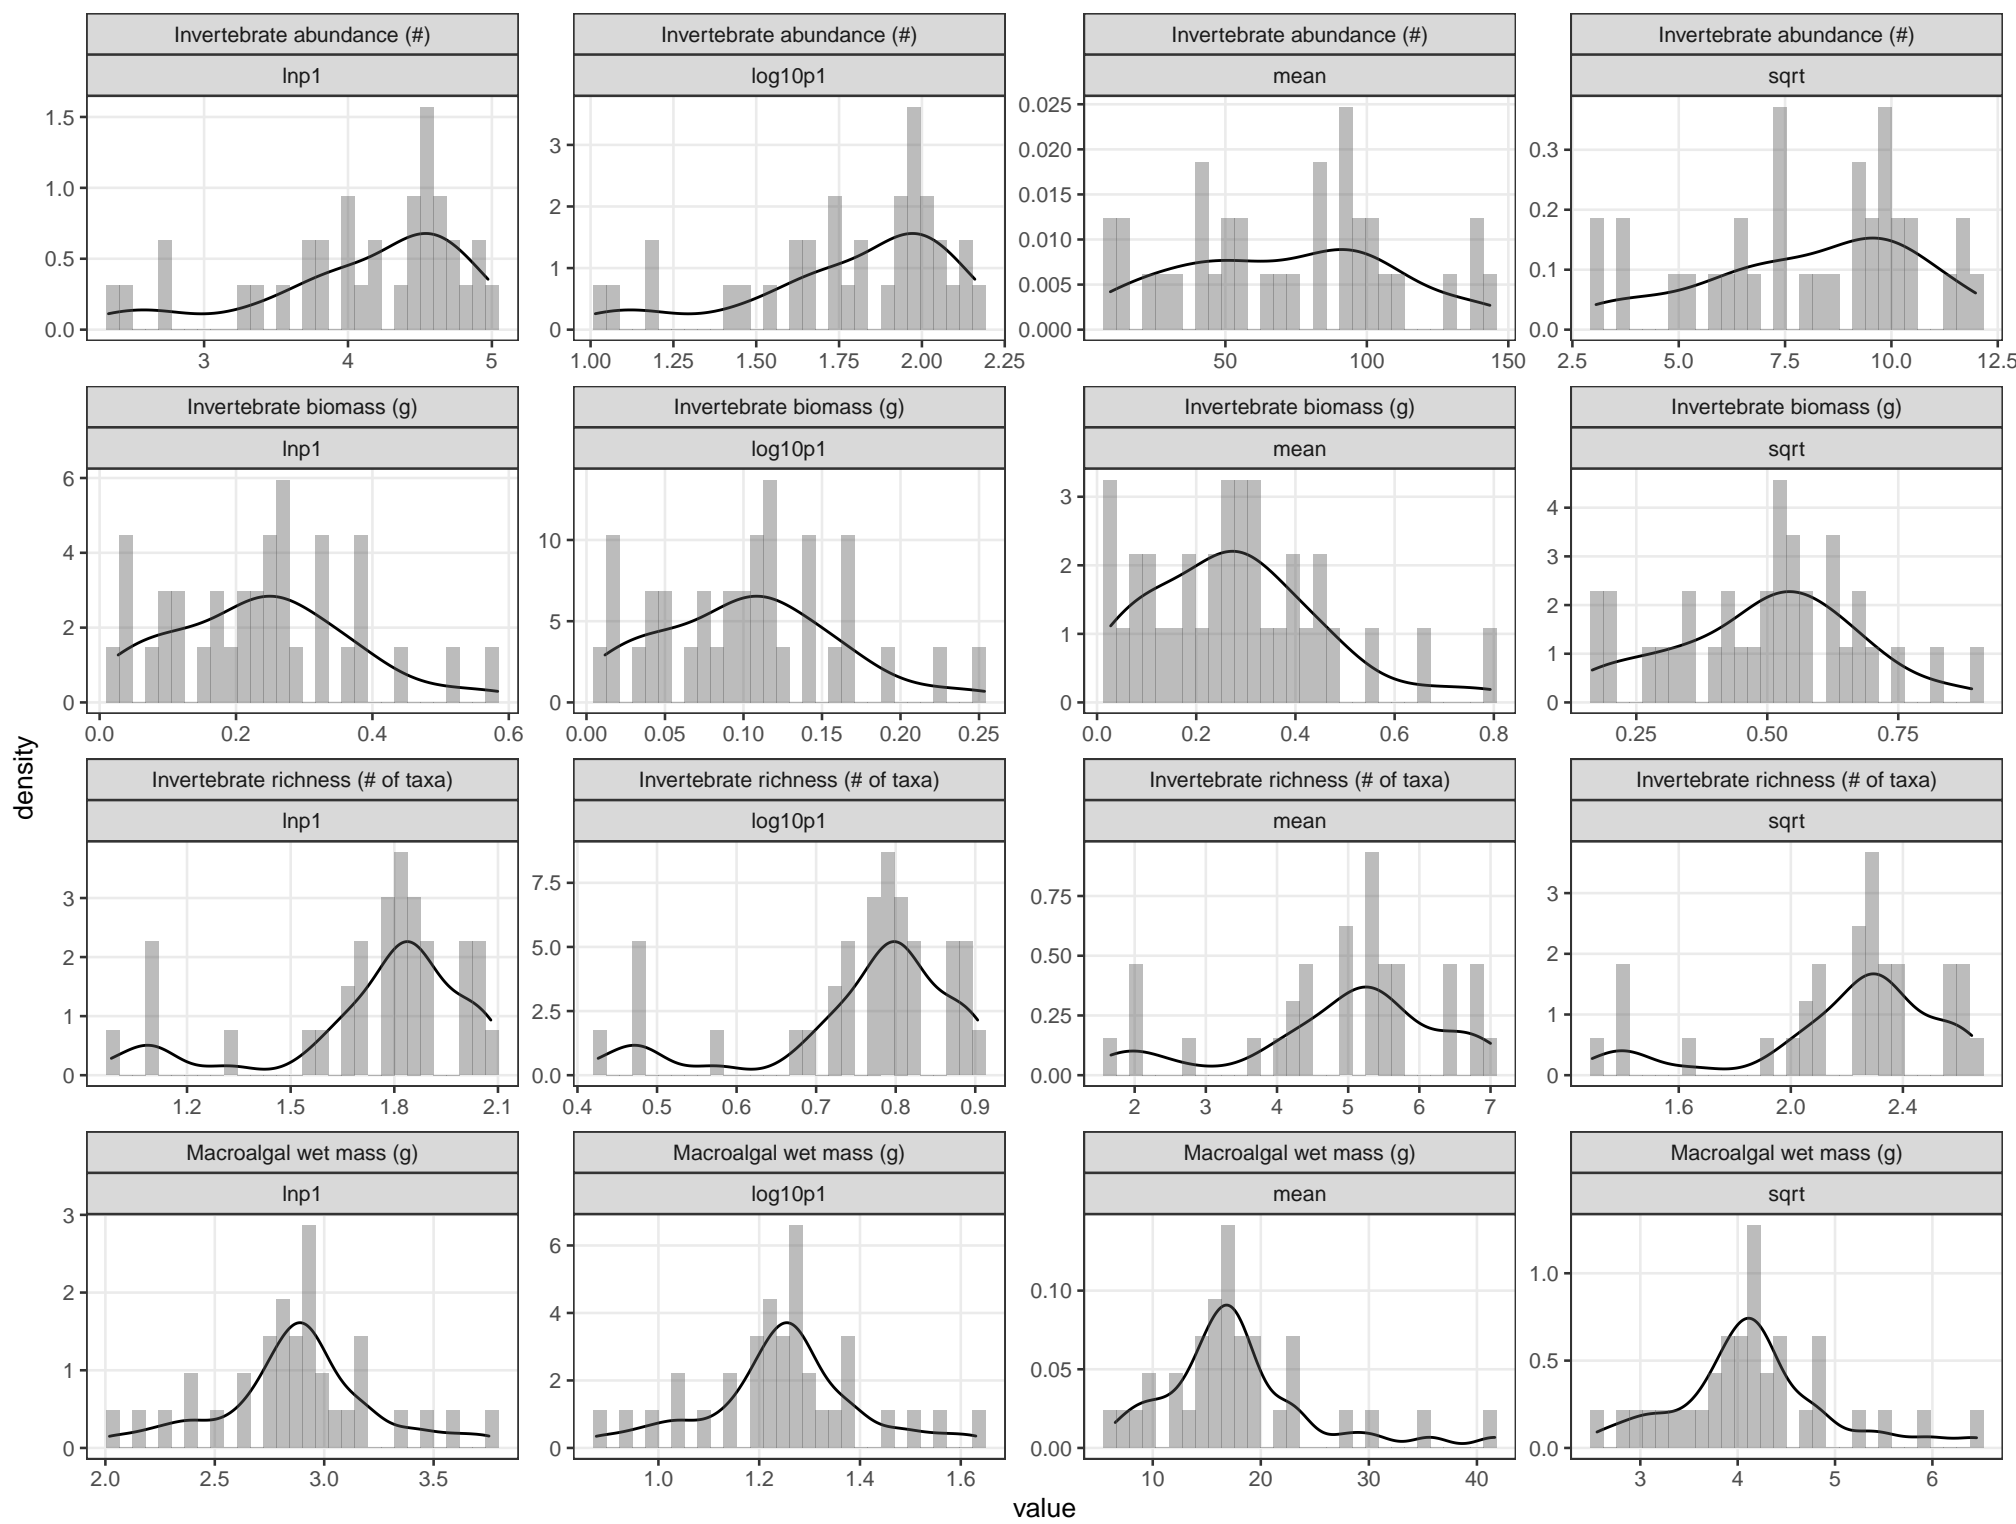 Invertebrate abundance (#) Invertebrate abundance (#) Invertebrate abundance (#) Invertebrate abundance (#)
lnp1 log10p1 mean sqrt
1.5 1.0 0.5 0.0
3 2 1 0
0.025 0.020 0.015 0.010 0.005 0.000
0.3 0.2 0.1 0.0
3 4 5 1.00 1.25 1.50 1.75 2.00 2.25 50 100 150 2.5 5.0 7.5 10.0 12.5
Invertebrate biomass (g) Invertebrate biomass (g) Invertebrate biomass (g) Invertebrate biomass (g)
lnp1 log10p1 mean sqrt
6 4 2 0
10 5 0
3 2 1 0
4 3 2 1 0
0.0 0.2 0.4 0.6 0.00 0.05 0.10 0.15 0.20 0.25 0.0 0.2 0.4 0.6 0.8 0.25 0.50 0.75
density
Invertebrate richness (# of taxa) Invertebrate richness (# of taxa) Invertebrate richness (# of taxa) Invertebrate richness (# of taxa)
lnp1 log10p1 mean sqrt
3 2 1 0
7.5 5.0 2.5 0.0
0.75 0.50 0.25 0.00
3 2 1 0
1.2 1.5 1.8 2.1 0.4 0.5 0.6 0.7 0.8 0.9 2 3 4 5 6 7 1.6 2.0 2.4
Macroalgal wet mass (g) Macroalgal wet mass (g) Macroalgal wet mass (g) Macroalgal wet mass (g)
lnp1 log10p1 mean sqrt
3 2 1 0
6 4 2 0
0.10 0.05 0.00
1.0 0.5 0.0
2.0 2.5 3.0 3.5 1.0 1.2 1.4 1.6 10 20 30 40 3 4 5 6
value